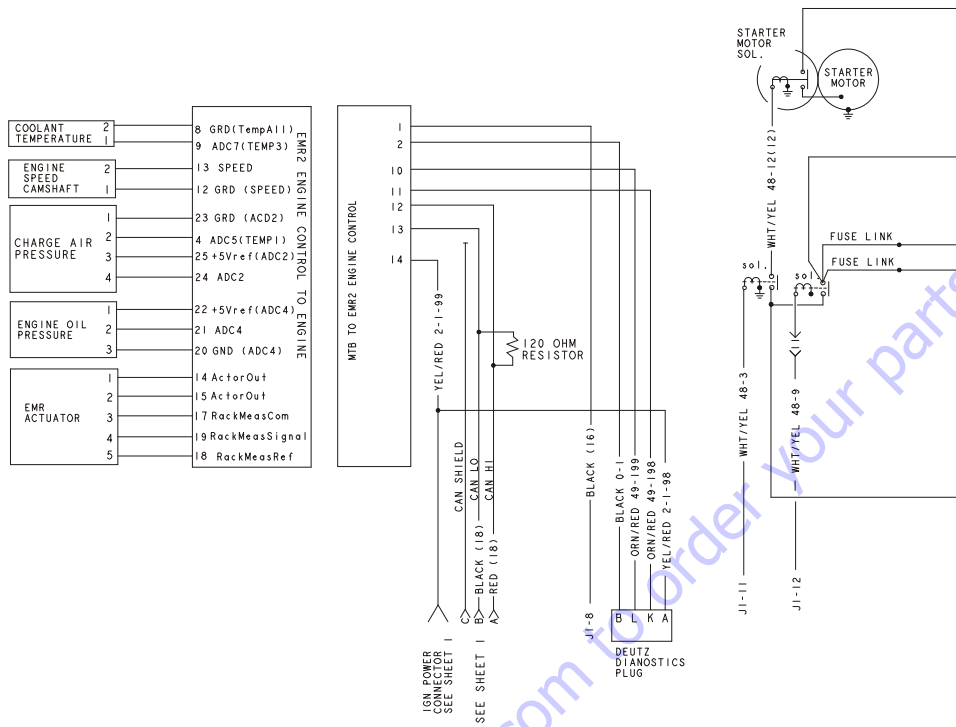 STARTER
MOTOR
SOL.
STARTER
MOTOR
COOLANT
TEMPERATURE
2
1
8 GRD(TempAll)
9 ADC7(TEMP3)
ENGINE
SPEED
CAMSHAFT
2
1
13 SPEED
12 GRD (SPEED)
CHARGE AIR
PRESSURE
1
2
3
4
23 GRD (ACD2)
4 ADC5(TEMP1)
25 +5Vref(ADC2)
24 ADC2
ENGINE OIL
PRESSURE
1
2
3
22 +5Vref(ADC4)
21 ADC4
20 GND (ADC4)
EMR
ACTUATOR
1
2
3
4
5
14 ActorOut
15 ActorOut
17 RackMeasCom
19 RackMeasSignal
18 RackMeasRef
EMR2 ENGINE CONTROL TO ENGINE
MTB TO EMR2 ENGINE CONTROL
1
2
10
11
12
13
14
YEL/RED 2-1-99
120 OHM
RESISTOR
CAN SHIELD
CAN LO
CAN HI
BLACK (18)
RED (18)
BLACK (16)
BLACK 0-1
ORN/RED 49-199
ORN/RED 49-198
YEL/RED 2-1-98
C
B
A
IGN POWER
CONNECTOR
SEE SHEET 1
SEE SHEET 1
J1-8
B L K A
DEUTZ
DIANOSTICS
PLUG
WHT/YEL 48-12(12)
FUSE LINK
FUSE LINK
sol.
sol.
WHT/YEL 48-3
WHT/YEL 48-9
J1-11
J1-12
com to order your parts